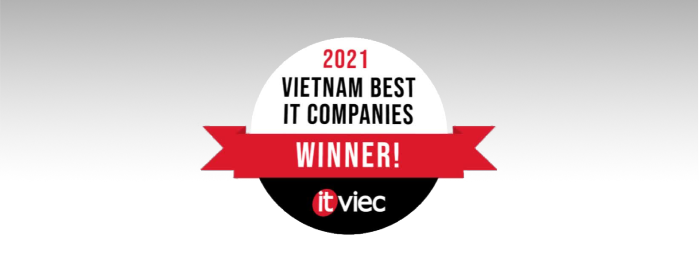 2021
VIETNAM BEST
IT COMPANIES
WINNER!
itviec